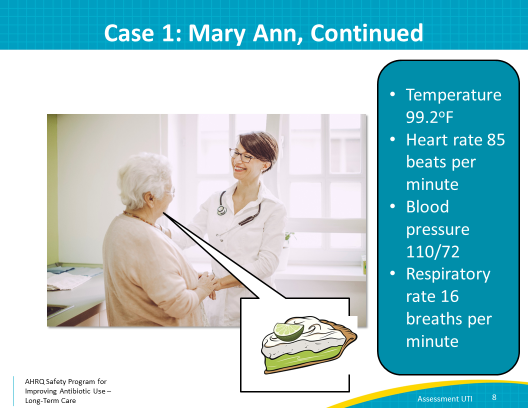 Case 1: Mary Ann, Continued
• Temperature
99.2ºF
• Heart rate 85
beats per
minute
• Blood
pressure
110/72
• Respiratory
rate 16
breaths per
minute
AHRQ Safety Program for
Improving Antibiotic Use –
Long-Term Care
Assessment UTI
8